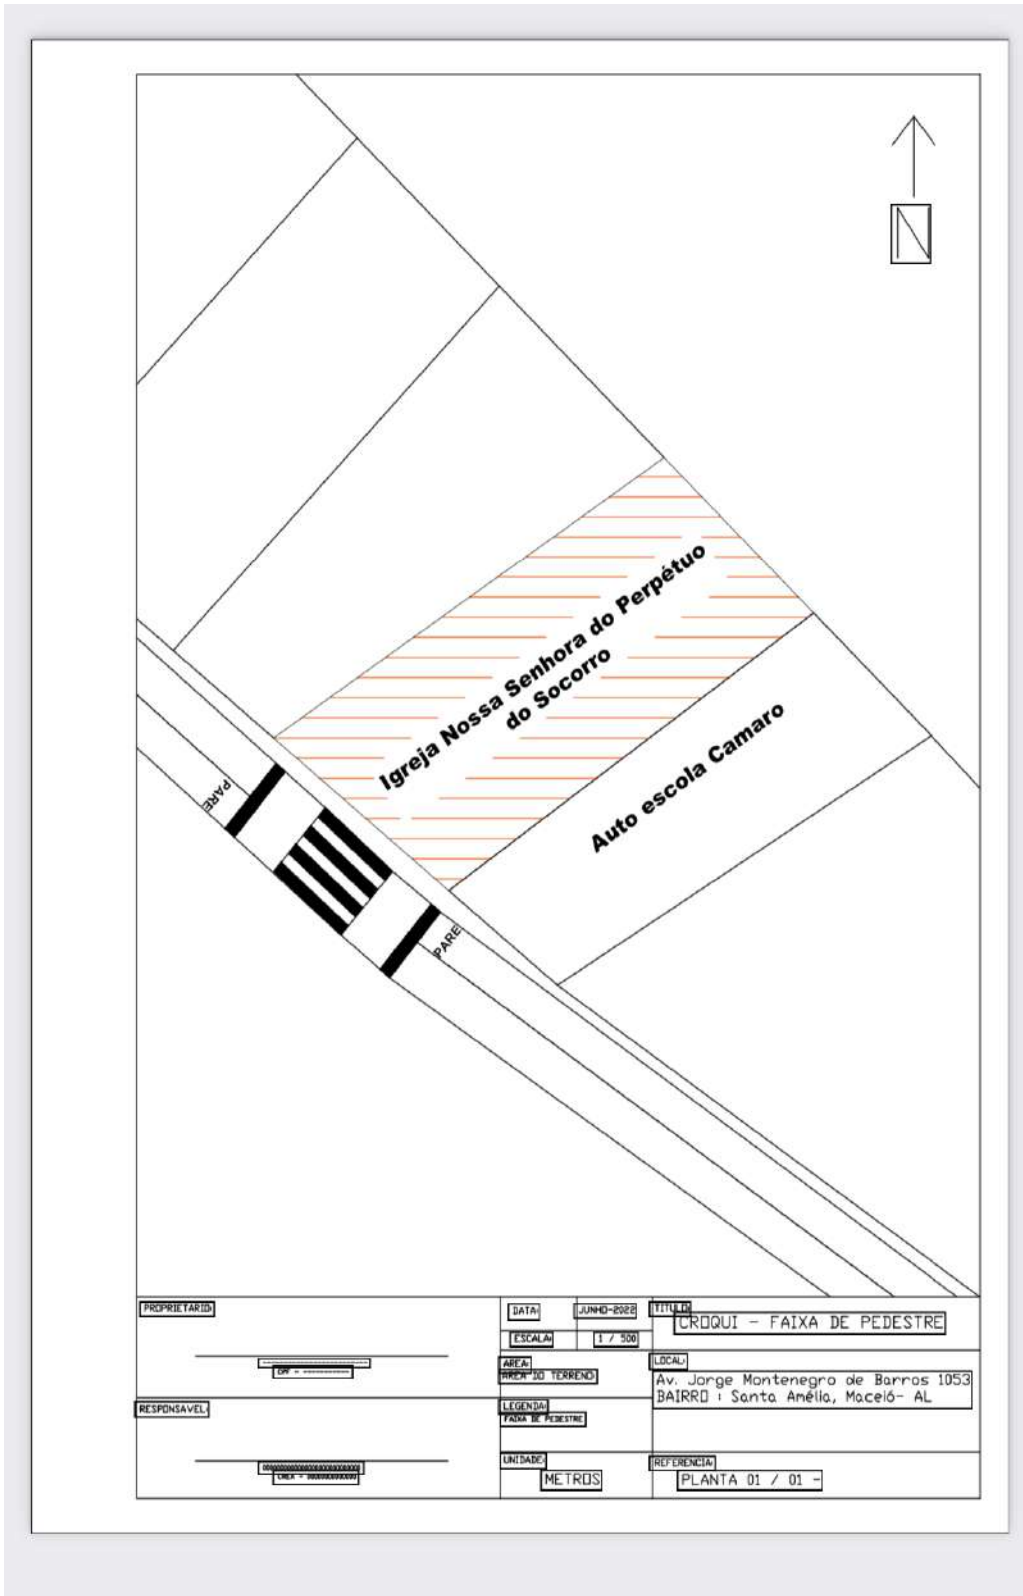 N
Igreja Nossa Senhora do Perpétuo
do Socorro
Auto escola Camaro
PARE
PARE
PROPRIETARIO:
CPF - -----------
RESPONSAVEL:
DATA:
JUNHO-2022
ESCALA:
1 / 500
AREA:
AREA DO TERRENO:
LEGENDA:
FAIXA DE PEDESTRE
UNIDADE:
METROS
TITULO:
CROQUI - FAIXA DE PEDESTRE
LOCAL:
Av. Jorge Montenegro de Barros 1053
BAIRRO : Santa Amélia, Maceió- AL
REFERENCIA:
PLANTA 01 / 01 -